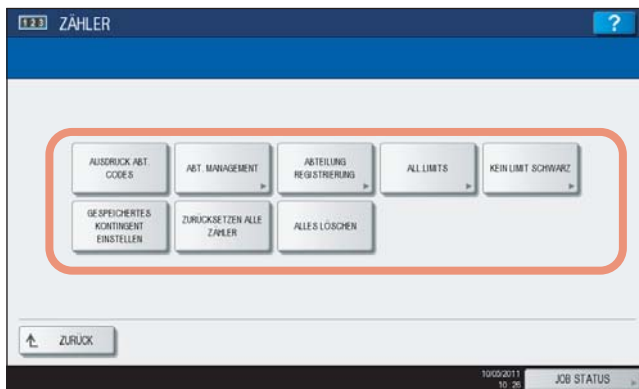 123 ZÄHLER ?
AUSDRUCK ABT.
CODES
ABT. MANAGEMENT
ABTEILUNG
REGISTRIERUNG
ALL.LIMITS
KEIN LIMIT SCHWARZ
GESPEICHERTES
KONTINGENT
EINSTELLEN
ZURÜCKSETZEN ALLE
ZÄHLER
ALLES LÖSCHEN
ZURÜCK
10/05/2011
10:26
JOB STATUS